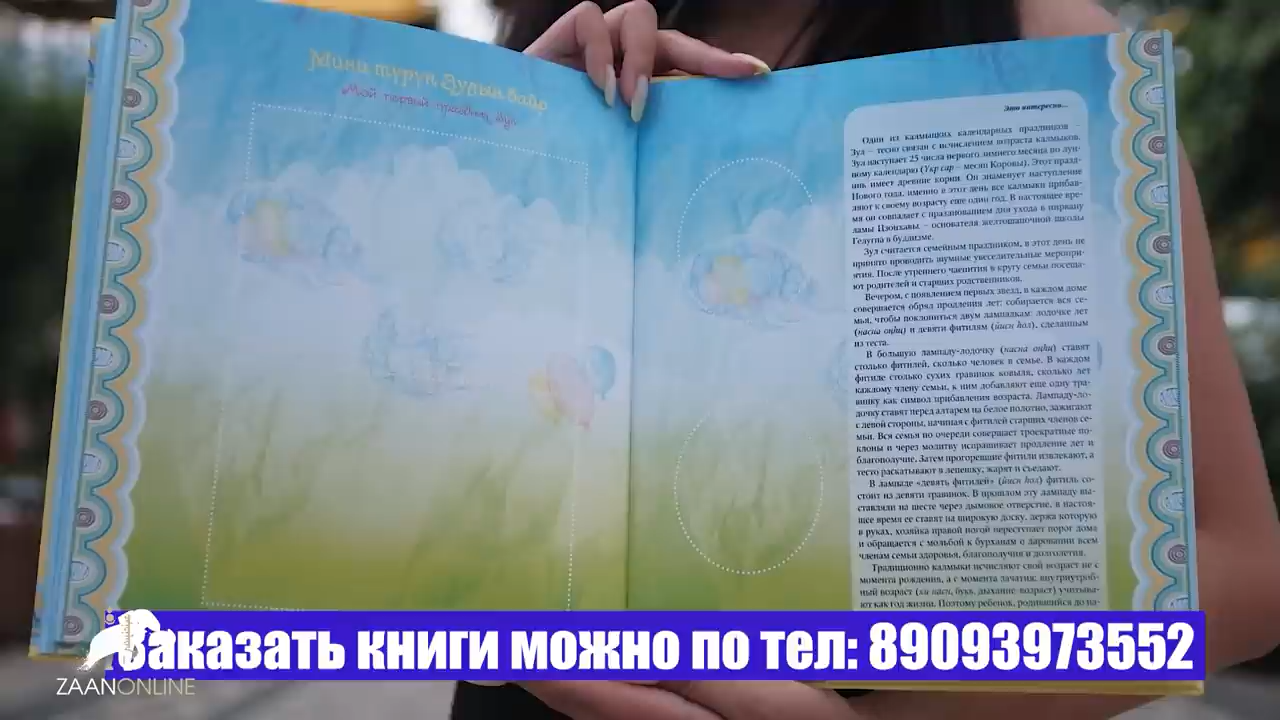 Мини түрүн Зулын байр
Мой первый праздник Зул
Это интересно...
Один из калмыцких календарных праздников –
Зул – тесно связан с исчислением возраста калмыков.
Зул наступает 25 числа первого зимнего месяца по лун-
ному календарю (Үкр сар – месяц Коровы). Этот празд-
ник имеет древние корни. Он знаменует наступление
Нового года, именно в этот день все калмыки прибав-
ляют к своему возрасту еще один год. В настоящее вре-
мя он совпадает с празднованием дня ухода в нирвану
ламы Цзонхавы – основателя желтошапочной школы
Гелугпа в буддизме.
Зул считается семейным праздником, в этот день не
принято проводить шумные увеселительные меропри-
ятия. После утреннего чаепития в кругу семьи посеща-
ют родителей и старших родственников.
Вечером, с появлением первых звезд, в каждом доме
совершается обряд продления лет: собирается вся се-
мья, чтобы поклониться двум лампадкам: лодочке лет
(насна оңһц) и девяти фитилям (йисн һол), сделанным
из теста.
В большую лампаду-лодочку (насна оңһц) ставят
столько фитилей, сколько человек в семье. В каждом
фитиле столько сухих травинок ковыля, сколько лет
каждому члену семьи, к ним добавляют еще одну тра-
винку как символ прибавления возраста. Лампаду-ло-
дочку ставят перед алтарем на белое полотно, зажигают
с левой стороны, начиная с фитилей старших членов се-
мьи. Вся семья по очереди совершает троекратные по-
клоны и через молитву испрашивает продление лет и
благополучие. Затем прогоревшие фитили извлекают, а
тесто раскатывают в лепешку, жарят и съедают.
В лампаде «девять фитилей» (йисн һол) фитиль со-
стоит из девяти травинок. В прошлом эту лампаду вы-
ставляли на шесте через дымовое отверстие, в настоя-
щее время ее ставят на широкую доску, держа которую
в руках, хозяйка правой ногой переступает порог дома
и обращается с мольбой к бурханам о даровании всем
членам семьи здоровья, благополучия и долголетия.
Традиционно калмыки исчисляют свой возраст не с
момента рождения, а с момента зачатия: внутриутроб-
ный возраст (ки насн, букв. дыхание-возраст) учитыва-
ют как год жизни. Поэтому ребенок, родившийся до на-
Заказать книги можно по тел: 89093973552
ZAANONLINE